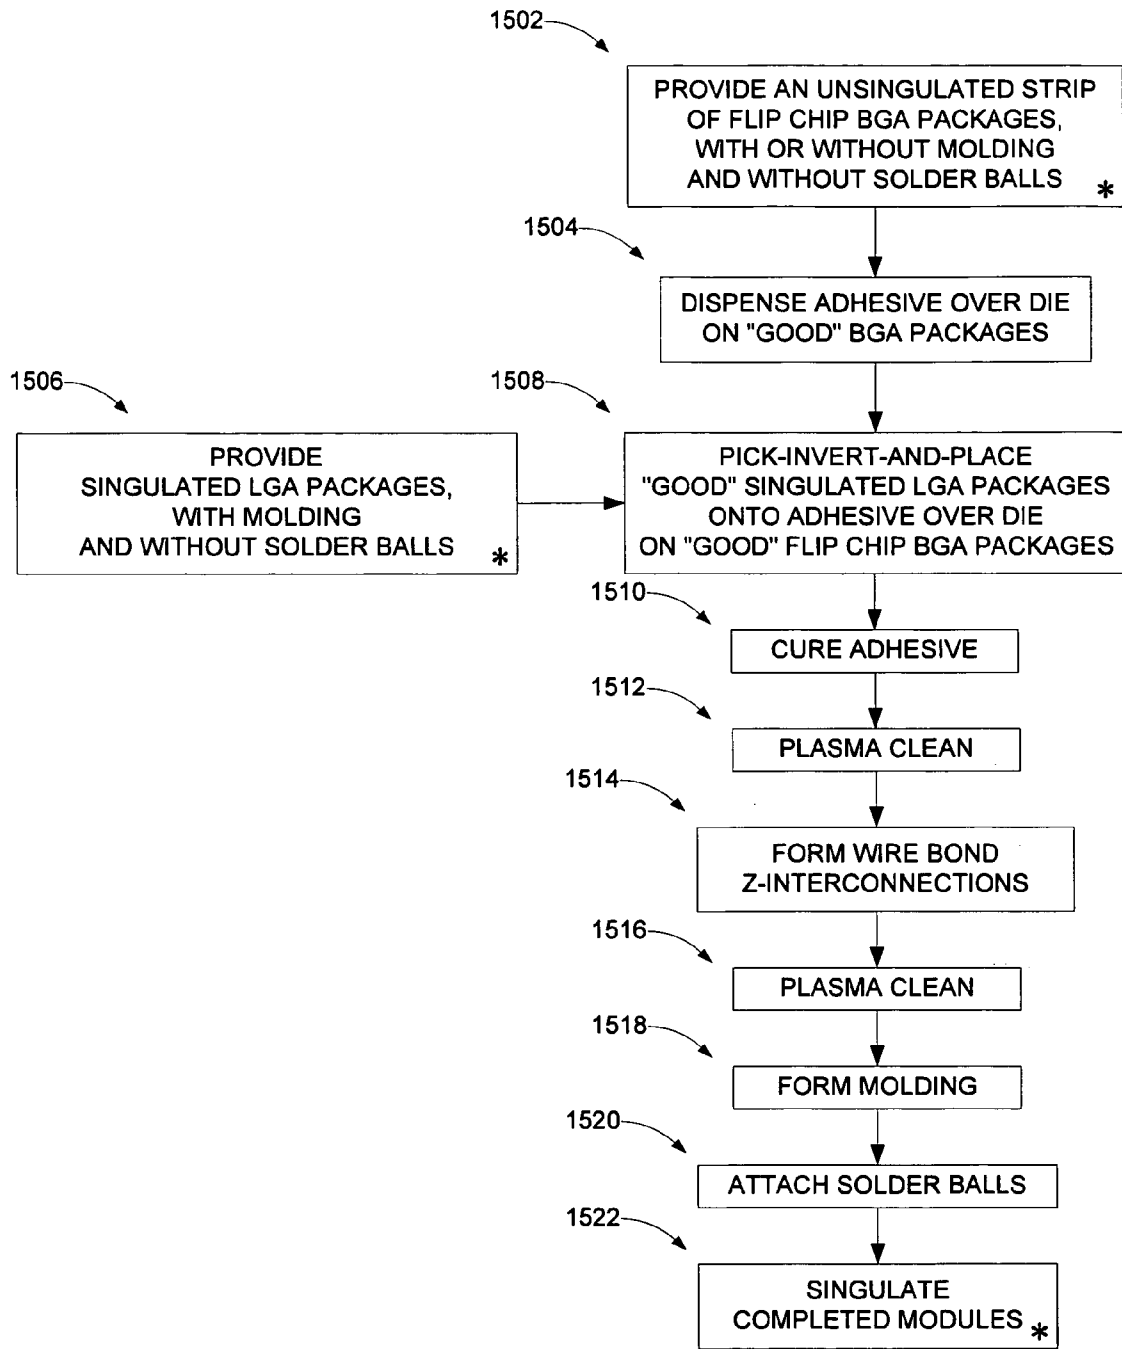 1502
PROVIDE AN UNSINGULATED STRIP
OF FLIP CHIP BGA PACKAGES,
WITH OR WITHOUT MOLDING
AND WITHOUT SOLDER BALLS *
1504
DISPENSE ADHESIVE OVER DIE
ON "GOOD" BGA PACKAGES
1506
PROVIDE
SINGULATED LGA PACKAGES,
WITH MOLDING
AND WITHOUT SOLDER BALLS *
1508
PICK-INVERT-AND-PLACE
"GOOD" SINGULATED LGA PACKAGES
ONTO ADHESIVE OVER DIE
ON "GOOD" FLIP CHIP BGA PACKAGES
1510
CURE ADHESIVE
1512
PLASMA CLEAN
1514
FORM WIRE BOND
Z-INTERCONNECTIONS
1516
PLASMA CLEAN
1518
FORM MOLDING
1520
ATTACH SOLDER BALLS
1522
SINGULATE
COMPLETED MODULES *